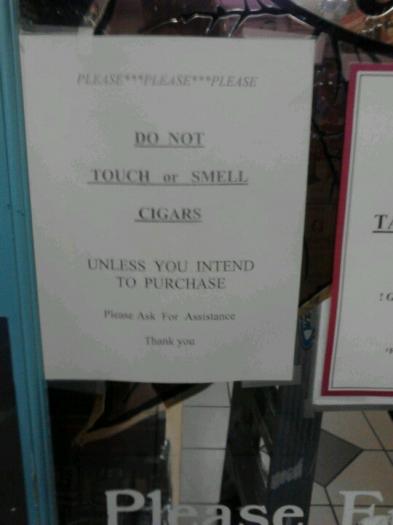 PLEASE***PLEASE***PLEASE
DO NOT
TOUCH or SMELL
CIGARS
UNLESS YOU INTEND
TO PURCHASE
Please Ask For Assistance
Thank you
Please